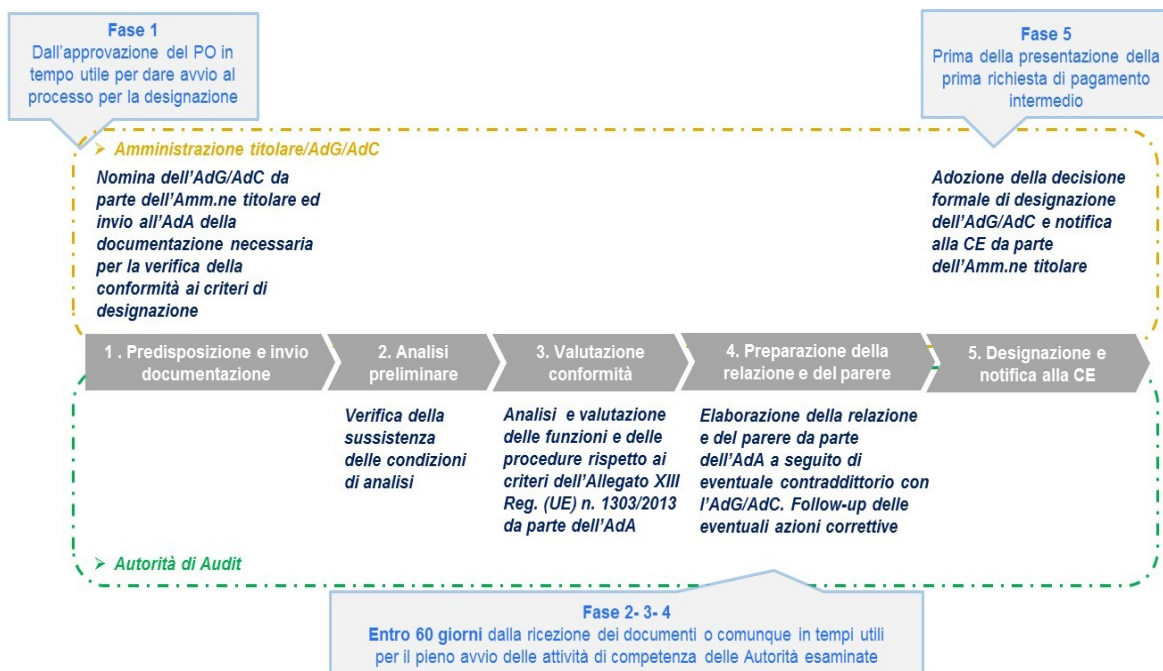 Fase 1
Dall'approvazione del PO in
tempo utile per dare avvio al
processo per la designazione
Fase 5
Prima della presentazione della
prima richiesta di pagamento
intermedio
➢ Amministrazione titolare/AdG/AdC
Nomina dell'AdG/AdC da
parte dell'Amm.ne titolare ed
invio all'AdA della
documentazione necessaria
per la verifica della
conformità ai criteri di
designazione
Adozione della decisione
formale di designazione
dell'AdG/AdC e notifica
alla CE da parte
dell'Amm.ne titolare
1 . Predisposizione e invio
documentazione
2. Analisi
preliminare
3. Valutazione
conformità
4. Preparazione della
relazione e del parere
5. Designazione e
notifica alla CE
Verifica della
sussistenza
delle condizioni
di analisi
Analisi e valutazione
delle funzioni e delle
procedure rispetto ai
criteri dell'Allegato XIII
Reg. (UE) n. 1303/2013
da parte dell'AdA
Elaborazione della relazione
e del parere da parte
dell'AdA a seguito di
eventuale contraddittorio con
l'AdG/AdC. Follow-up delle
eventuali azioni correttive
➢ Autorità di Audit
Fase 2- 3- 4
Entro 60 giorni dalla ricezione dei documenti o comunque in tempi utili
per il pieno avvio delle attività di competenza delle Autorità esaminate